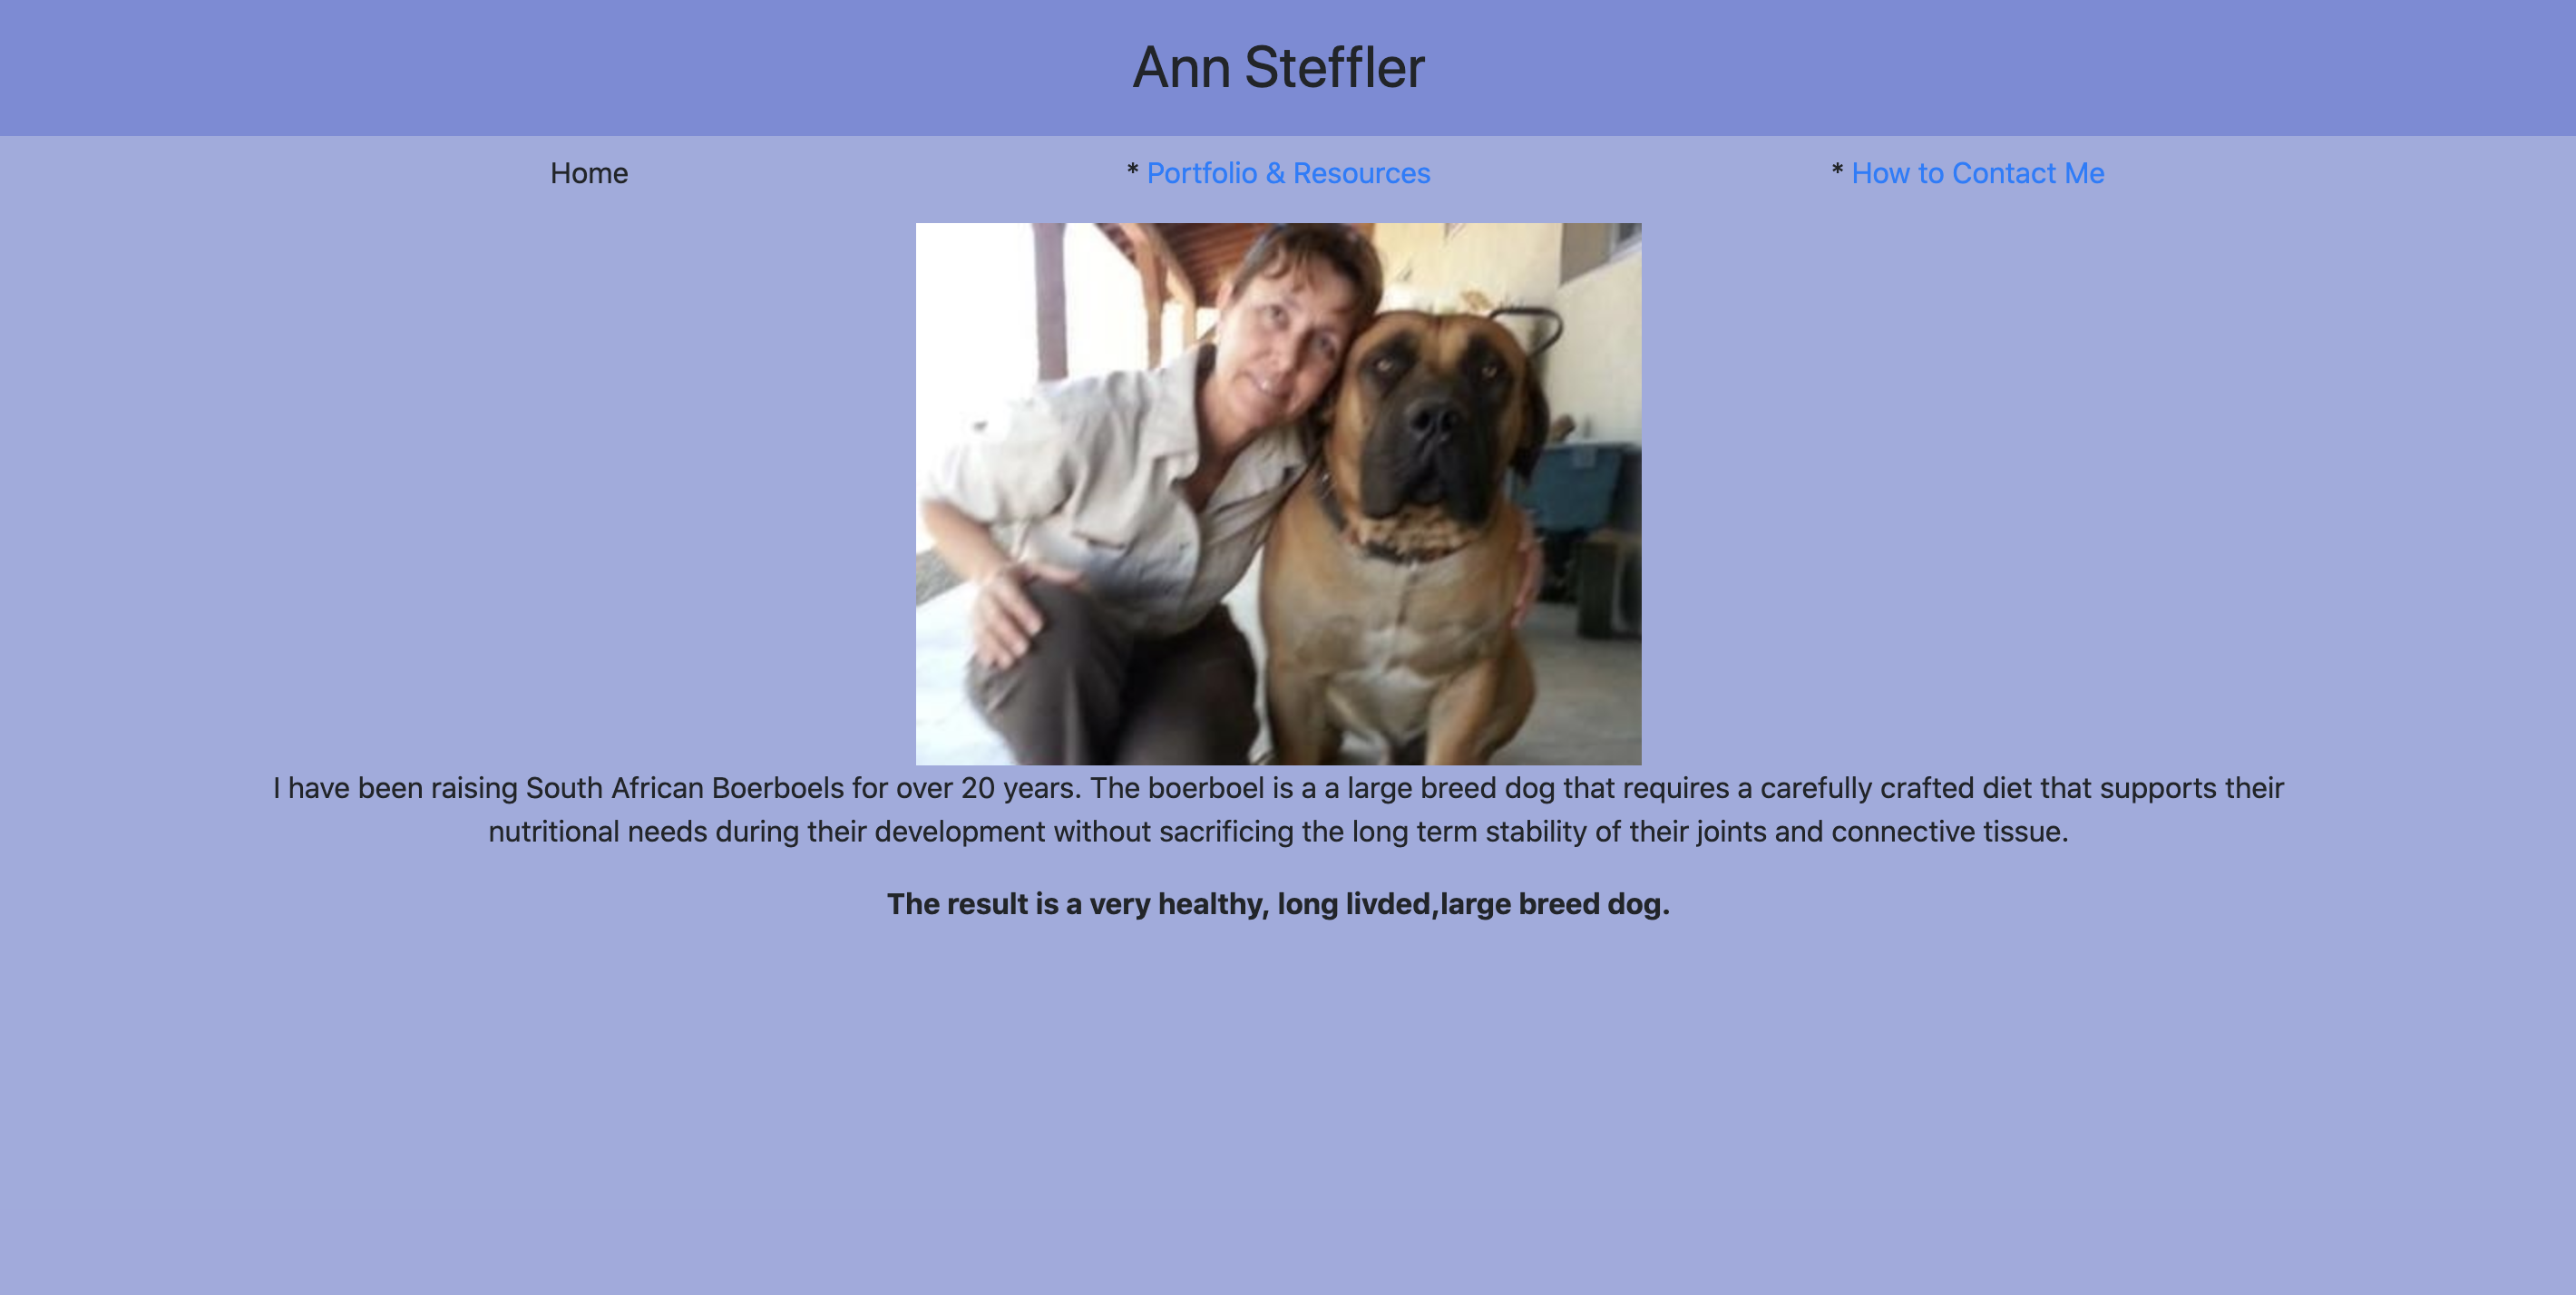 Ann Steffler
Home
* Portfolio & Resources
* How to Contact Me
I have been raising South African Boerboels for over 20 years. The boerboel is a a large breed dog that requires a carefully crafted diet that supports their
nutritional needs during their development without sacrificing the long term stability of their joints and connective tissue.
The result is a very healthy, long livded,large breed dog.